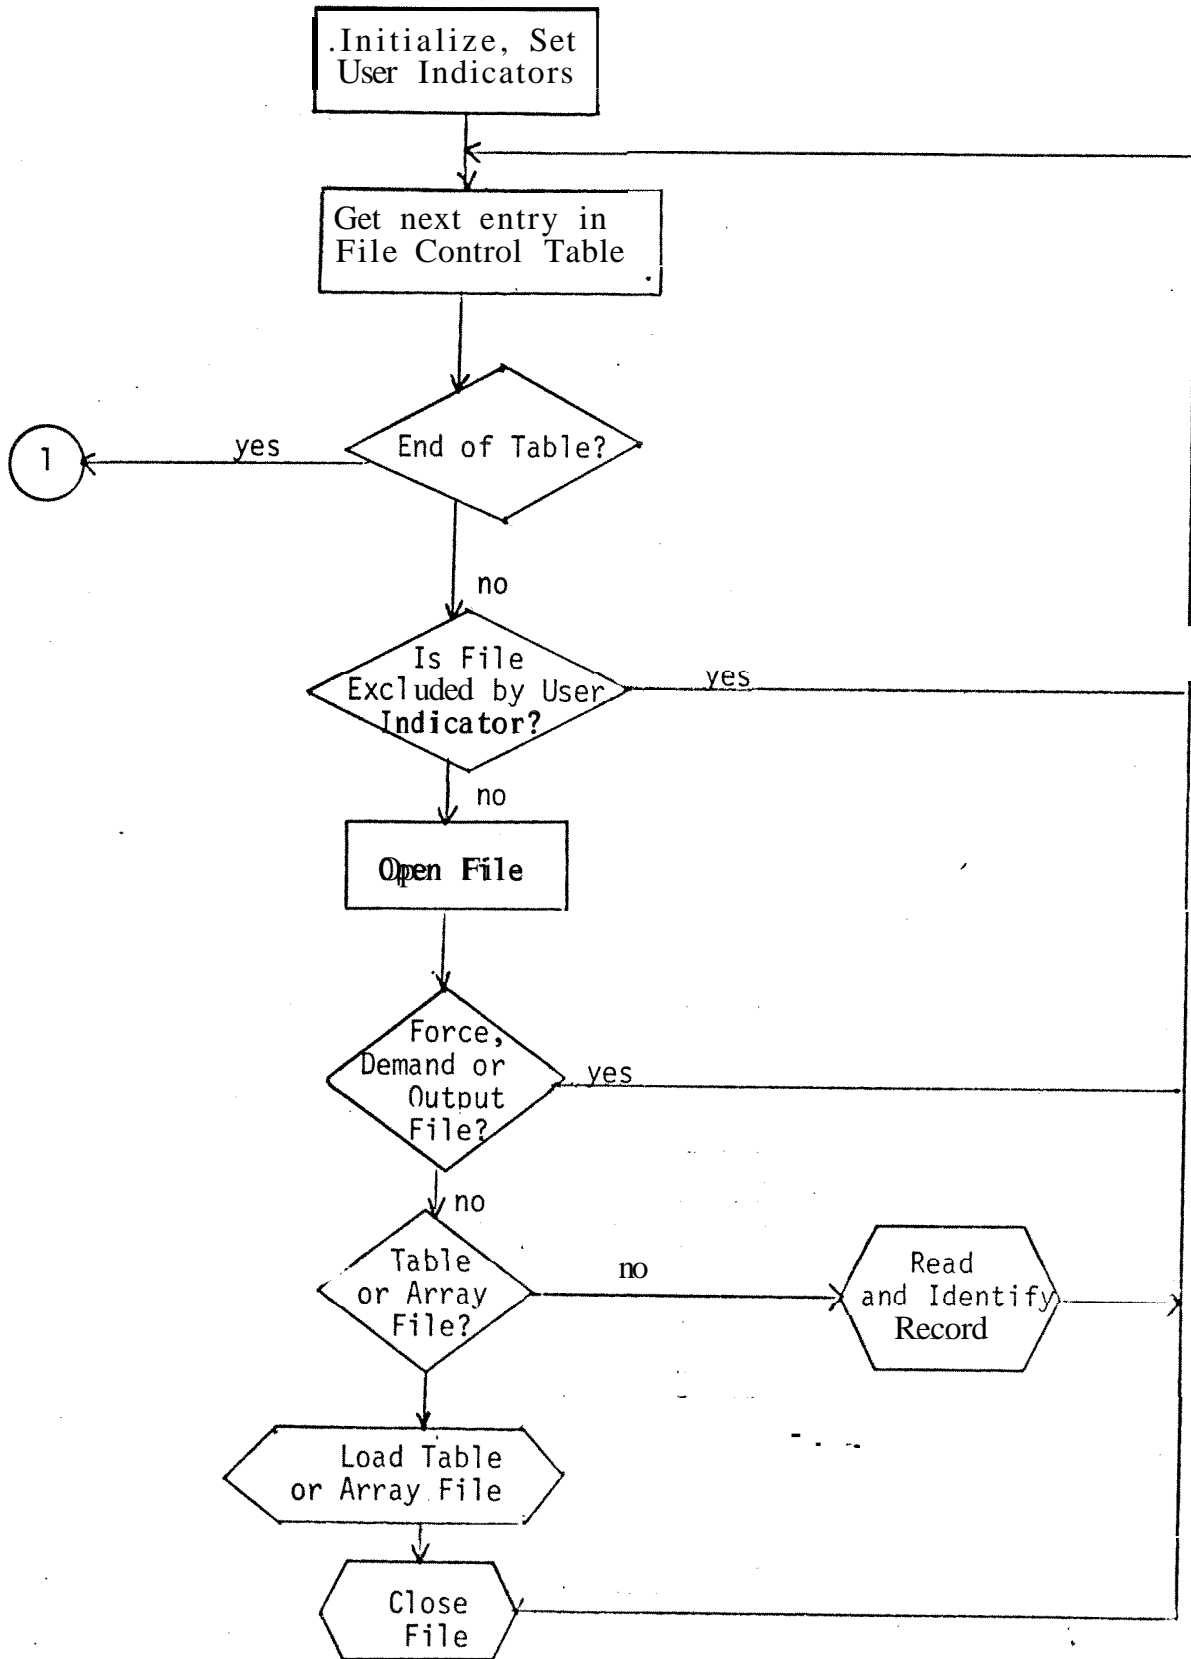 .Initialize, Set
User Indicators
Get next entry in
File Control Table
End of Table?
yes
1
no
Is File
Excluded by User
Indicator?
yes
no
Open File
Force,
Demand or
Output
File?
yes
no
Table
or Array
File?
no
Read
and Identify
Record
Load Table
or Array File
Close
File